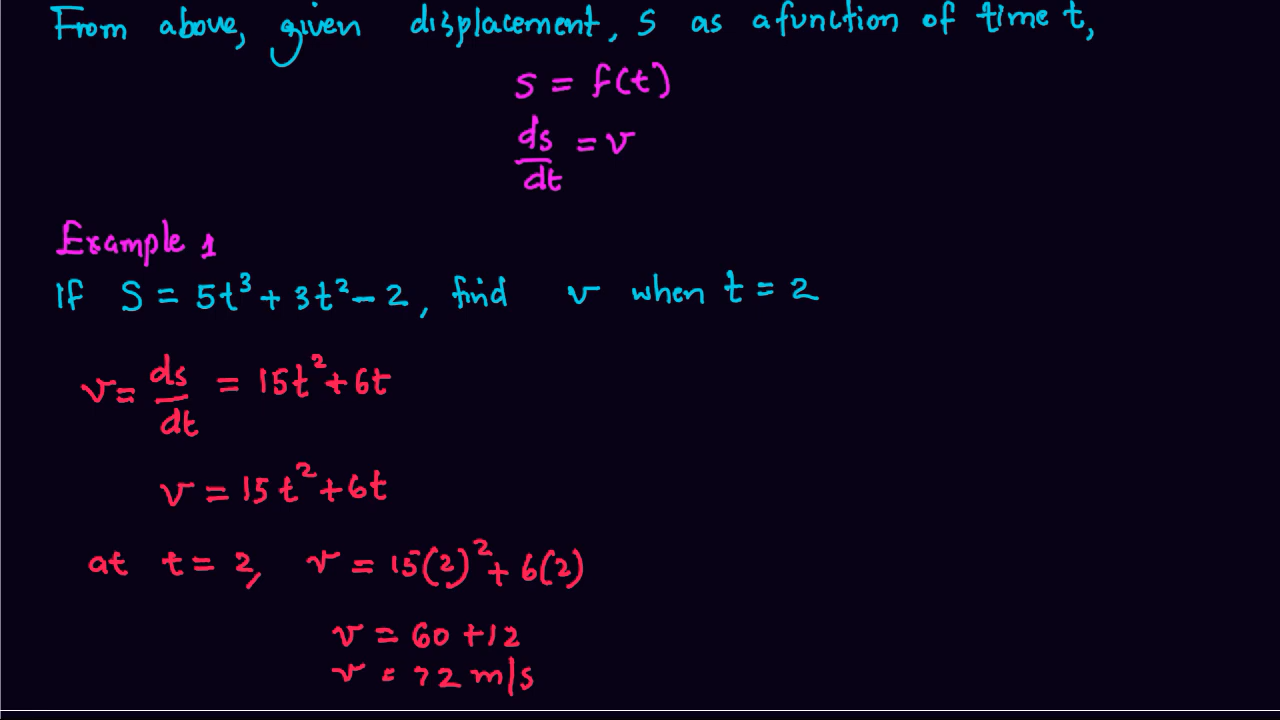 From above, given displacement, s as a function of time t,
s = f(t)
ds/dt = v
Example 1
If S = 5t³ + 3t² - 2, find v when t = 2
v = ds/dt = 15t² + 6t
v = 15t² + 6t
at t = 2, v = 15(2)² + 6(2)
v = 60 + 12
v = 72 m/s